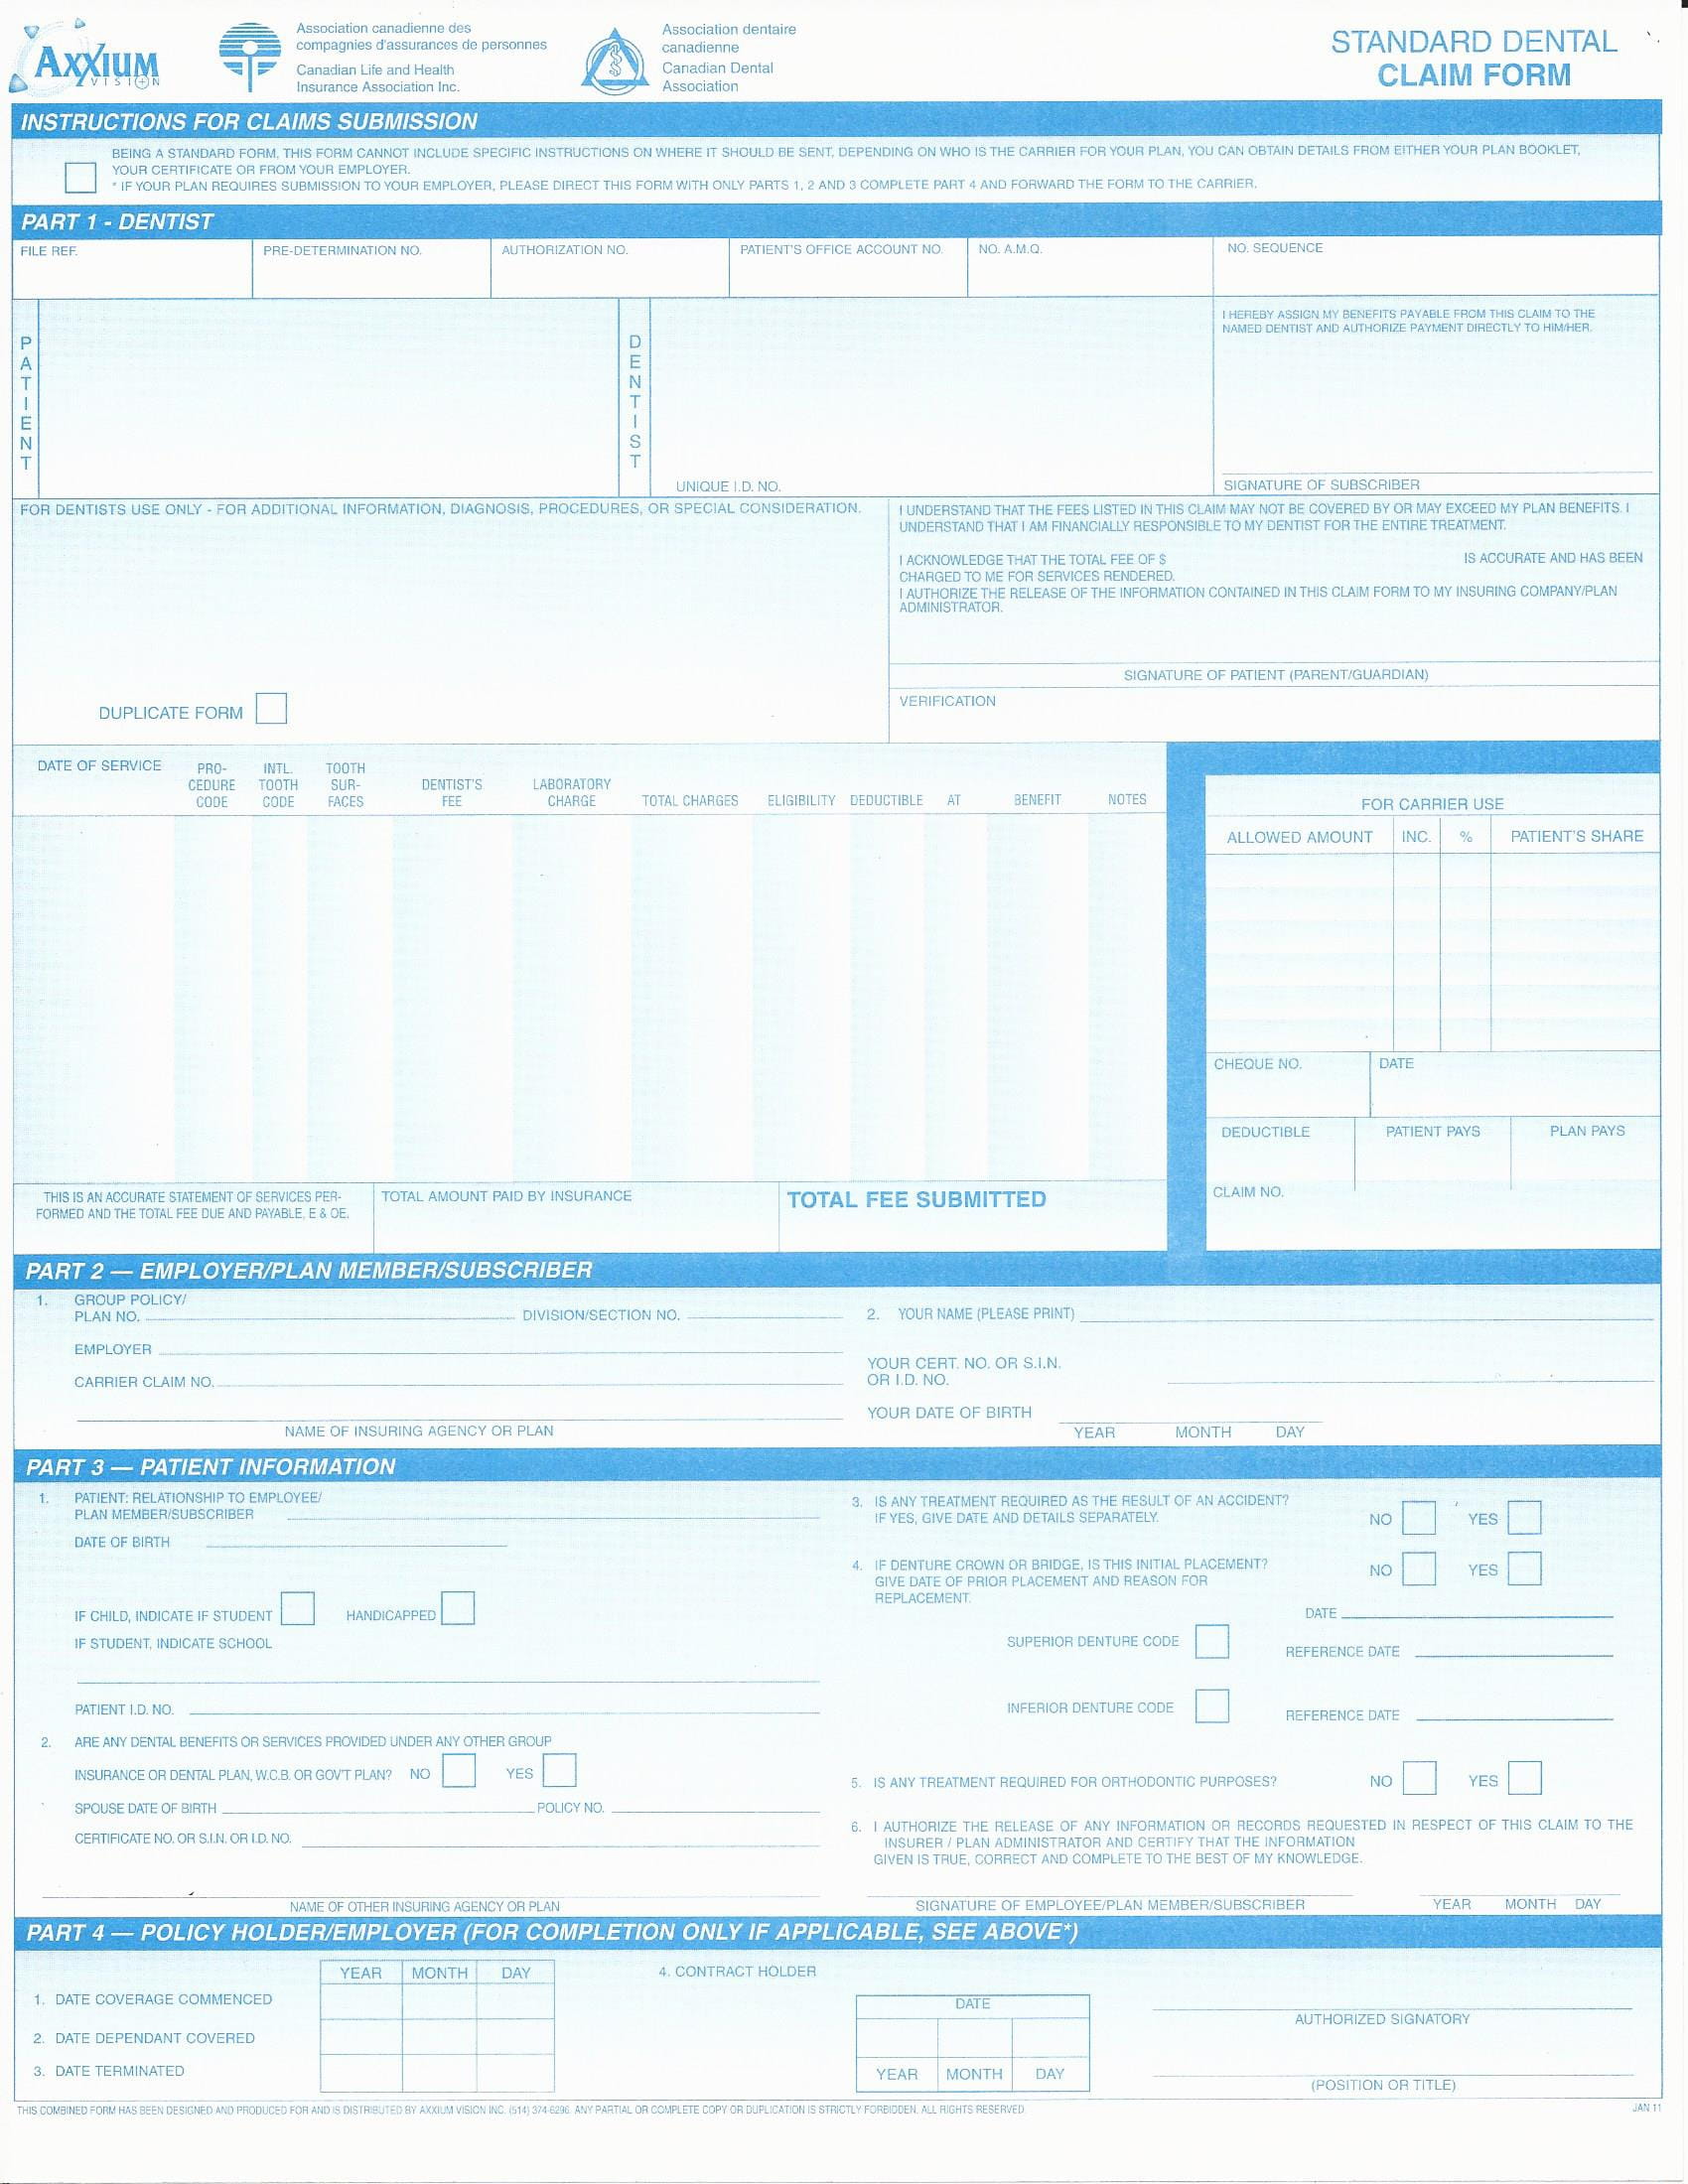 AXXIUM
VISION
Association canadienne des
compagnies d'assurances de personnes
Canadian Life and Health
Insurance Association Inc.
Association dentaire
canadienne
Canadian Dental
Association
STANDARD DENTAL
CLAIM FORM
INSTRUCTIONS FOR CLAIMS SUBMISSION
BEING A STANDARD FORM, THIS FORM CANNOT INCLUDE SPECIFIC INSTRUCTIONS ON WHERE IT SHOULD BE SENT, DEPENDING ON WHO IS THE CARRIER FOR YOUR PLAN, YOU CAN OBTAIN DETAILS FROM EITHER YOUR PLAN BOOKLET,
YOUR CERTIFICATE OR FROM YOUR EMPLOYER.
* IF YOUR PLAN REQUIRES SUBMISSION TO YOUR EMPLOYER, PLEASE DIRECT THIS FORM WITH ONLY PARTS 1, 2 AND 3 COMPLETE PART 4 AND FORWARD THE FORM TO THE CARRIER.
PART 1 - DENTIST
FILE REF. PRE-DETERMINATION NO. AUTHORIZATION NO. PATIENT'S OFFICE ACCOUNT NO. NO. A.M.Q. NO. SEQUENCE
PATIENT
DENTIST
UNIQUE I.D. NO.
I HEREBY ASSIGN MY BENEFITS PAYABLE FROM THIS CLAIM TO THE
NAMED DENTIST AND AUTHORIZE PAYMENT DIRECTLY TO HIM/HER.
SIGNATURE OF SUBSCRIBER
FOR DENTISTS USE ONLY - FOR ADDITIONAL INFORMATION, DIAGNOSIS, PROCEDURES, OR SPECIAL CONSIDERATION.
DUPLICATE FORM
I UNDERSTAND THAT THE FEES LISTED IN THIS CLAIM MAY NOT BE COVERED BY OR MAY EXCEED MY PLAN BENEFITS. I
UNDERSTAND THAT I AM FINANCIALLY RESPONSIBLE TO MY DENTIST FOR THE ENTIRE TREATMENT.
I ACKNOWLEDGE THAT THE TOTAL FEE OF $ IS ACCURATE AND HAS BEEN
CHARGED TO ME FOR SERVICES RENDERED.
I AUTHORIZE THE RELEASE OF THE INFORMATION CONTAINED IN THIS CLAIM FORM TO MY INSURING COMPANY/PLAN
ADMINISTRATOR.
SIGNATURE OF PATIENT (PARENT/GUARDIAN)
VERIFICATION
DATE OF SERVICE PRO- INTL. TOOTH
CEDURE TOOTH SUR- DENTIST'S LABORATORY
CODE CODE FACES FEE CHARGE TOTAL CHARGES ELIGIBILITY DEDUCTIBLE AT BENEFIT NOTES
FOR CARRIER USE
ALLOWED AMOUNT INC. % PATIENT'S SHARE
CHEQUE NO. DATE
DEDUCTIBLE PATIENT PAYS PLAN PAYS
CLAIM NO.
THIS IS AN ACCURATE STATEMENT OF SERVICES PER-
FORMED AND THE TOTAL FEE DUE AND PAYABLE, E & OE.
TOTAL AMOUNT PAID BY INSURANCE
TOTAL FEE SUBMITTED
PART 2 — EMPLOYER/PLAN MEMBER/SUBSCRIBER
1. GROUP POLICY/
PLAN NO. DIVISION/SECTION NO.
EMPLOYER
CARRIER CLAIM NO.
NAME OF INSURING AGENCY OR PLAN
2. YOUR NAME (PLEASE PRINT)
YOUR CERT. NO. OR S.I.N.
OR I.D. NO.
YOUR DATE OF BIRTH
YEAR MONTH DAY
PART 3 — PATIENT INFORMATION
1. PATIENT: RELATIONSHIP TO EMPLOYEE/
PLAN MEMBER/SUBSCRIBER
DATE OF BIRTH
IF CHILD, INDICATE IF STUDENT HANDICAPPED
IF STUDENT, INDICATE SCHOOL
PATIENT I.D. NO.
2. ARE ANY DENTAL BENEFITS OR SERVICES PROVIDED UNDER ANY OTHER GROUP
INSURANCE OR DENTAL PLAN, W.C.B. OR GOV'T PLAN? NO YES
SPOUSE DATE OF BIRTH POLICY NO.
CERTIFICATE NO. OR S.I.N. OR I.D. NO.
NAME OF OTHER INSURING AGENCY OR PLAN
3. IS ANY TREATMENT REQUIRED AS THE RESULT OF AN ACCIDENT?
IF YES, GIVE DATE AND DETAILS SEPARATELY. NO YES
4. IF DENTURE CROWN OR BRIDGE, IS THIS INITIAL PLACEMENT? NO YES
GIVE DATE OF PRIOR PLACEMENT AND REASON FOR
REPLACEMENT.
DATE
SUPERIOR DENTURE CODE REFERENCE DATE
INFERIOR DENTURE CODE REFERENCE DATE
5. IS ANY TREATMENT REQUIRED FOR ORTHODONTIC PURPOSES? NO YES
6. I AUTHORIZE THE RELEASE OF ANY INFORMATION OR RECORDS REQUESTED IN RESPECT OF THIS CLAIM TO THE
INSURER / PLAN ADMINISTRATOR AND CERTIFY THAT THE INFORMATION
GIVEN IS TRUE, CORRECT AND COMPLETE TO THE BEST OF MY KNOWLEDGE.
SIGNATURE OF EMPLOYEE/PLAN MEMBER/SUBSCRIBER YEAR MONTH DAY
PART 4 — POLICY HOLDER/EMPLOYER (FOR COMPLETION ONLY IF APPLICABLE, SEE ABOVE*)
YEAR MONTH DAY
1. DATE COVERAGE COMMENCED
2. DATE DEPENDANT COVERED
3. DATE TERMINATED
4. CONTRACT HOLDER
DATE
YEAR MONTH DAY
AUTHORIZED SIGNATORY
(POSITION OR TITLE)
THIS COMBINED FORM HAS BEEN DESIGNED AND PRODUCED FOR AND IS DISTRIBUTED BY AXXIUM VISION INC. (514) 374-6296. ANY PARTIAL OR COMPLETE COPY OR DUPLICATION IS STRICTLY FORBIDDEN. ALL RIGHTS RESERVED
JAN 11